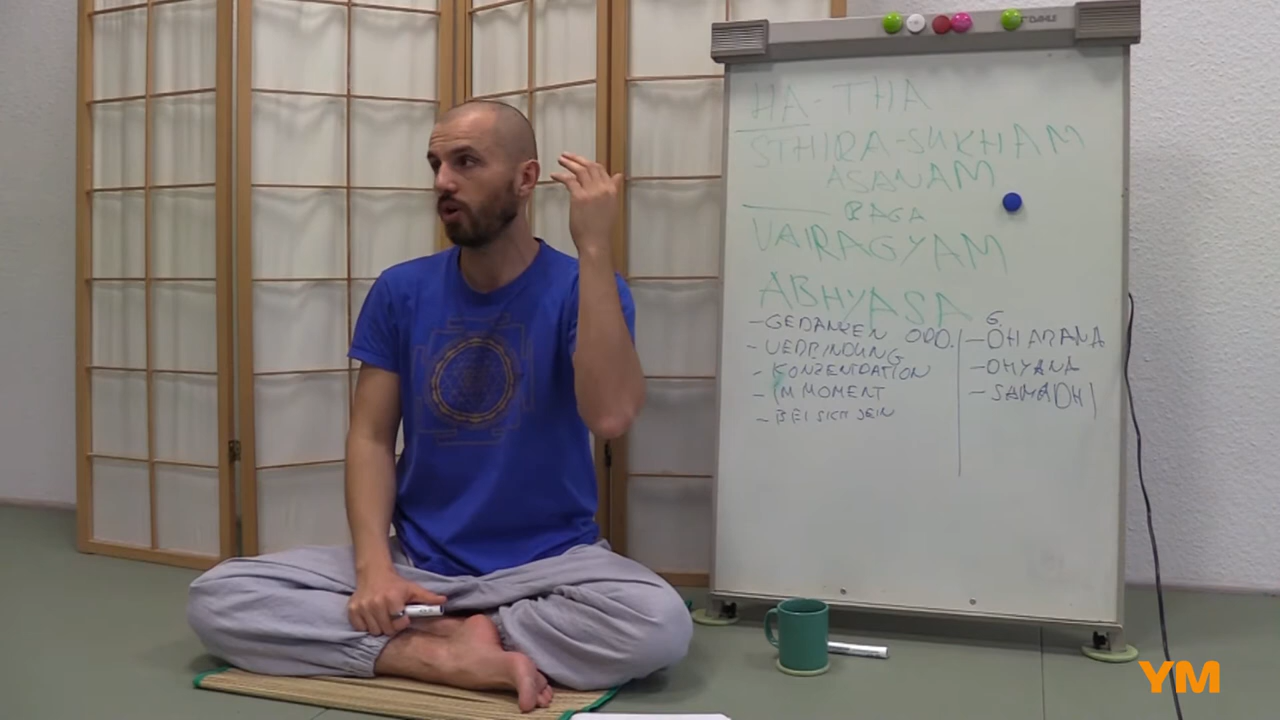 DAHLE
HA-THA
STHIRA-SUKHAM
ASANAM
RAGA
VAIRAGYAM
ABHYASA
-GEDANKEN ODD.
-VERBINDUNG
-KONZENTRATION
-IM MOMENT
-BEI SICH SEIN
6.
-DHARANA
-DHYANA
-SAMADHI
YM